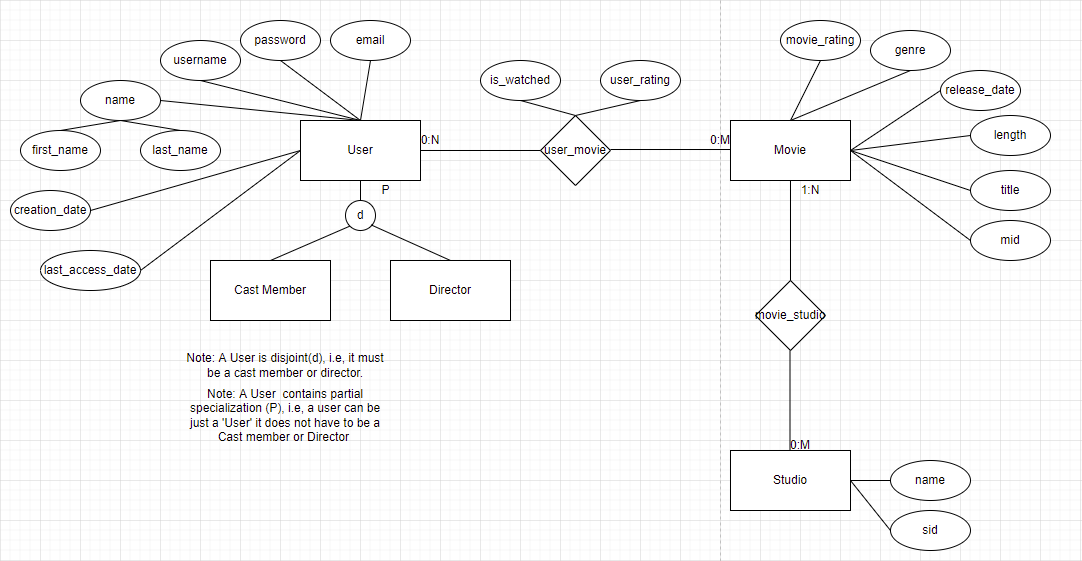 password
email
username
name
first_name
last_name
creation_date
last_access_date
User
0:N
P
d
Cast Member
Director
is_watched
user_rating
user_movie
0:M
movie_rating
genre
release_date
length
title
mid
Movie
1:N
movie_studio
0:M
Studio
name
sid
Note: A User is disjoint(d), i.e, it must
be a cast member or director.
Note: A User contains partial
specialization (P), i.e, a user can be
just a 'User' it does not have to be a
Cast member or Director